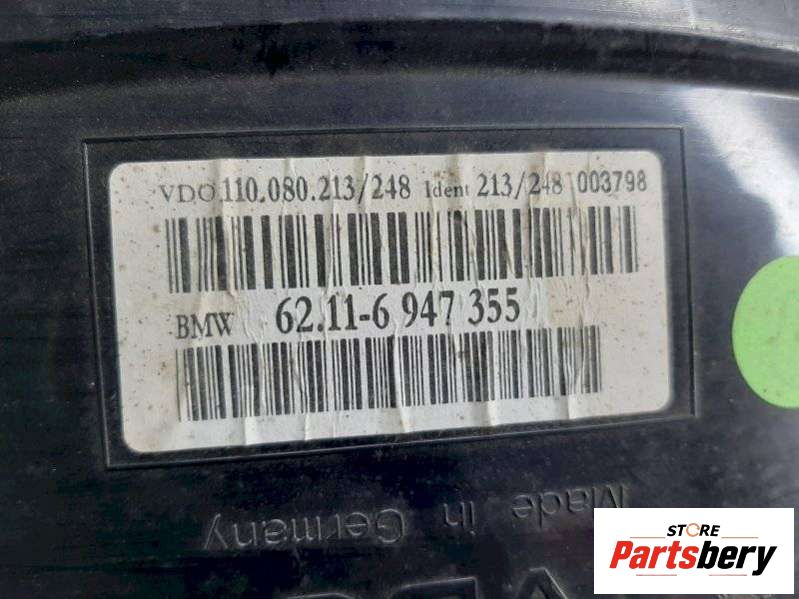 VDO 110.080.213/248 Ident 213/248 003798
BMW 62.11-6 947 355
Made in Germany
VDO
STORE
Partsbery